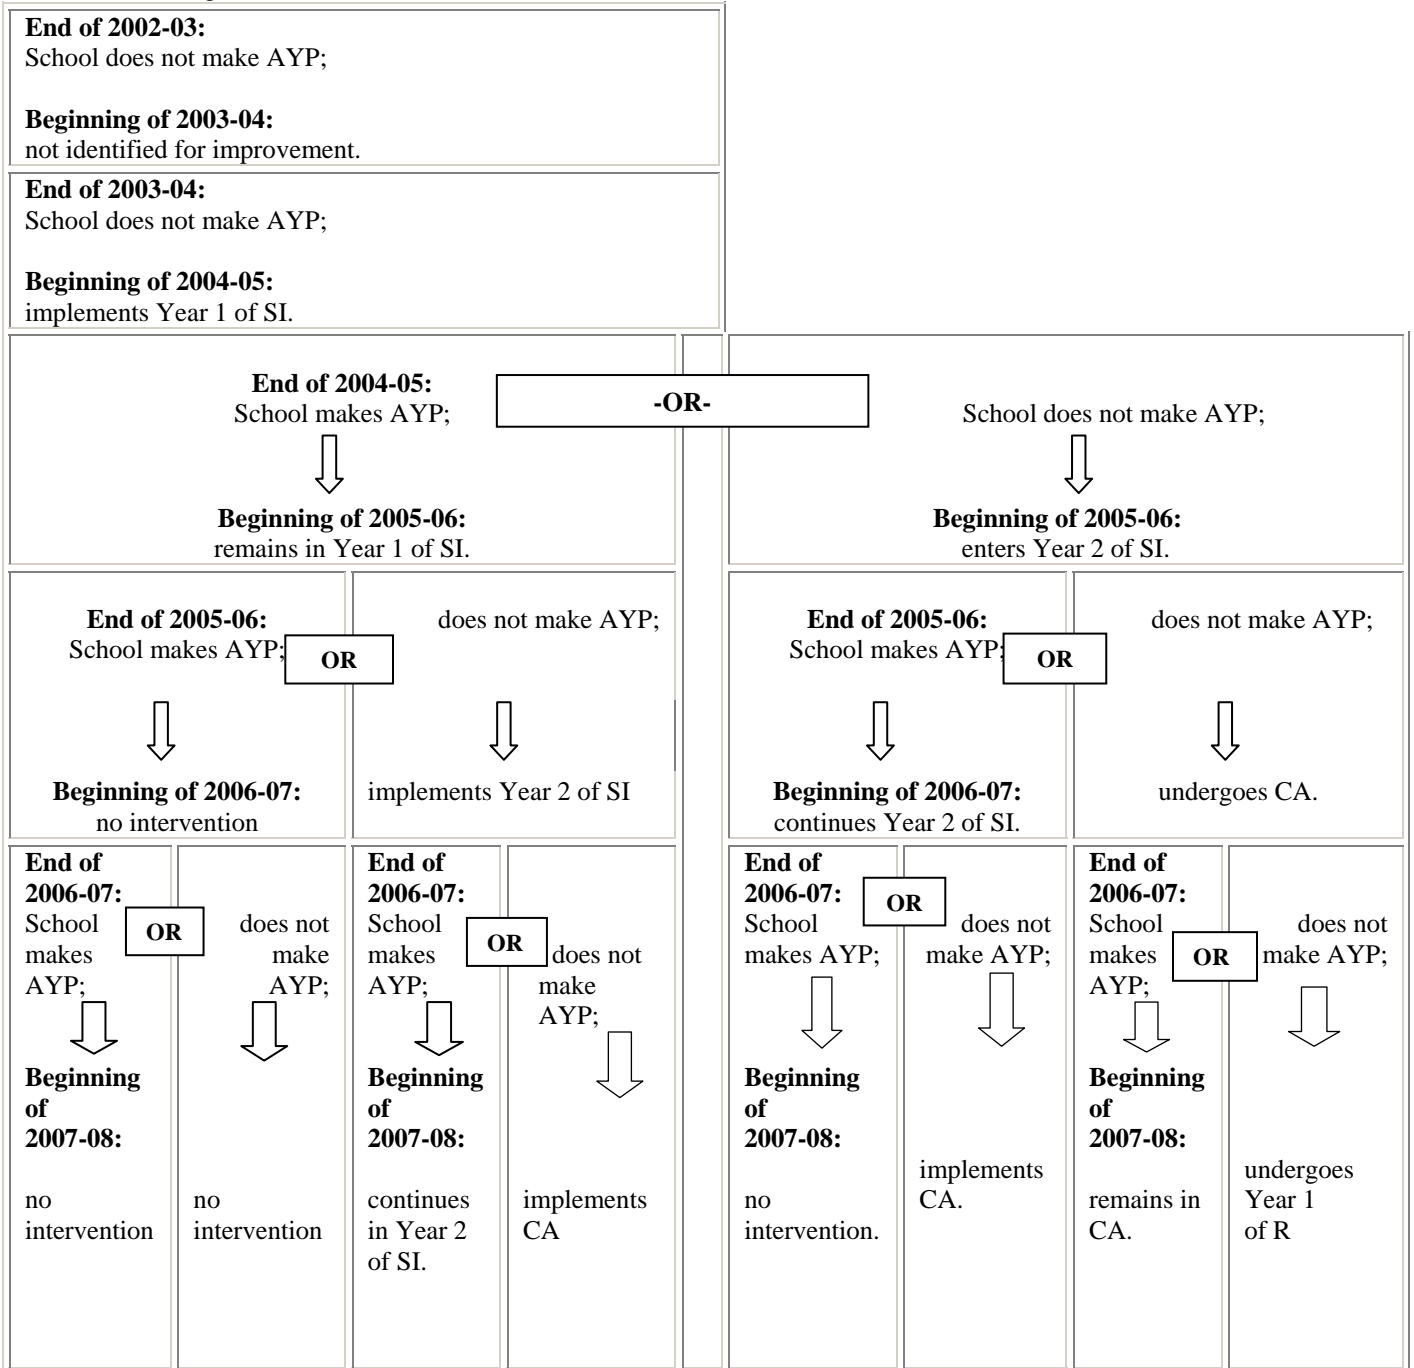 End of 2002-03:
School does not make AYP;
Beginning of 2003-04:
not identified for improvement.
End of 2003-04:
School does not make AYP;
Beginning of 2004-05:
implements Year 1 of SI.
End of 2004-05:
School makes AYP;
Beginning of 2005-06:
remains in Year 1 of SI.
-OR-
School does not make AYP;
Beginning of 2005-06:
enters Year 2 of SI.
End of 2005-06:
School makes AYP;
Beginning of 2006-07:
no intervention
OR
does not make AYP;
implements Year 2 of SI
End of 2005-06:
School makes AYP;
Beginning of 2006-07:
continues Year 2 of SI.
OR
does not make AYP;
undergoes CA.
End of
2006-07:
School
makes
AYP;
Beginning
of
2007-08:
no
intervention
OR
does not
make
AYP;
no
intervention
End of
2006-07:
School
makes
AYP;
Beginning
of
2007-08:
continues
in Year 2
of SI.
OR
does not
make
AYP;
implements
CA
End of
2006-07:
School
makes AYP;
Beginning
of
2007-08:
no
intervention.
OR
does not
make AYP;
implements
CA.
End of
2006-07:
School
makes
AYP;
Beginning
of
2007-08:
remains in
CA.
OR
does not
make AYP;
undergoes
Year 1
of R